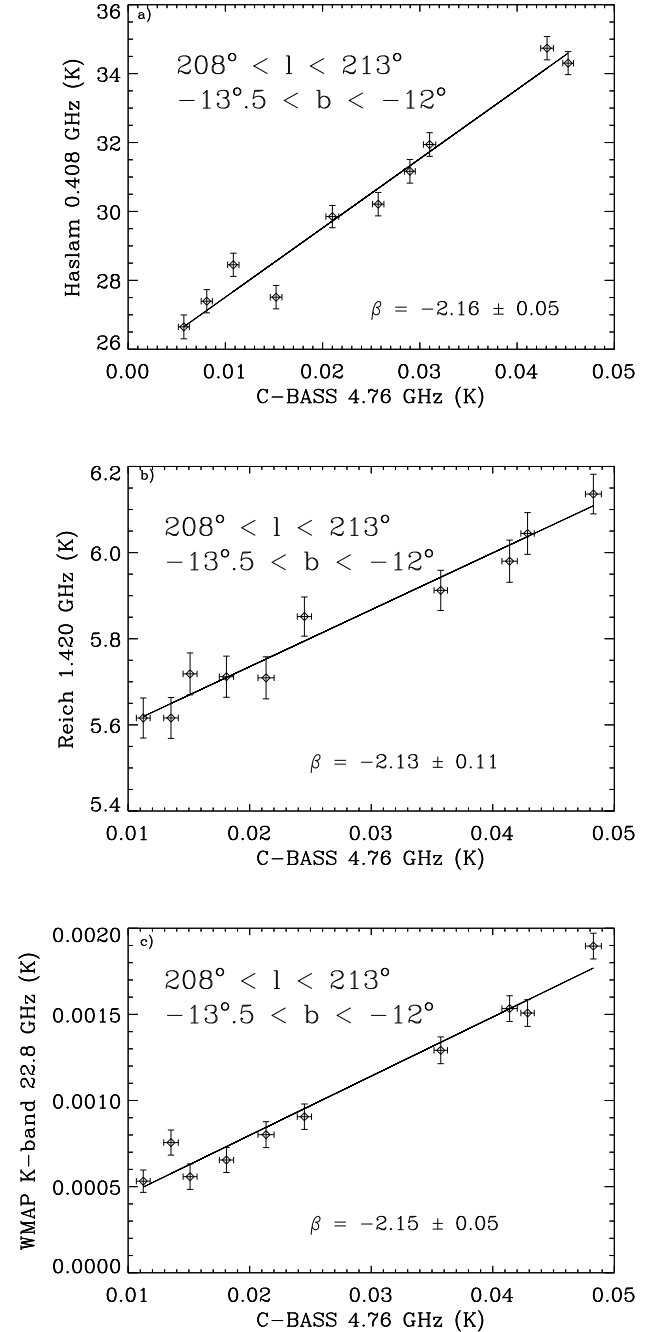 a)
36
34
32
30
28
26
Haslam 0.408 GHz (K)
208° < l < 213°
−13°.5 < b < −12°
β = −2.16 ± 0.05
0.00 0.01 0.02 0.03 0.04 0.05
C−BASS 4.76 GHz (K)
b)
6.2
6.0
5.8
5.6
5.4
Reich 1.420 GHz (K)
208° < l < 213°
−13°.5 < b < −12°
β = −2.13 ± 0.11
0.01 0.02 0.03 0.04 0.05
C−BASS 4.76 GHz (K)
c)
0.0020
0.0015
0.0010
0.0005
0.0000
WMAP K−band 22.8 GHz (K)
208° < l < 213°
−13°.5 < b < −12°
β = −2.15 ± 0.05
0.01 0.02 0.03 0.04 0.05
C−BASS 4.76 GHz (K)